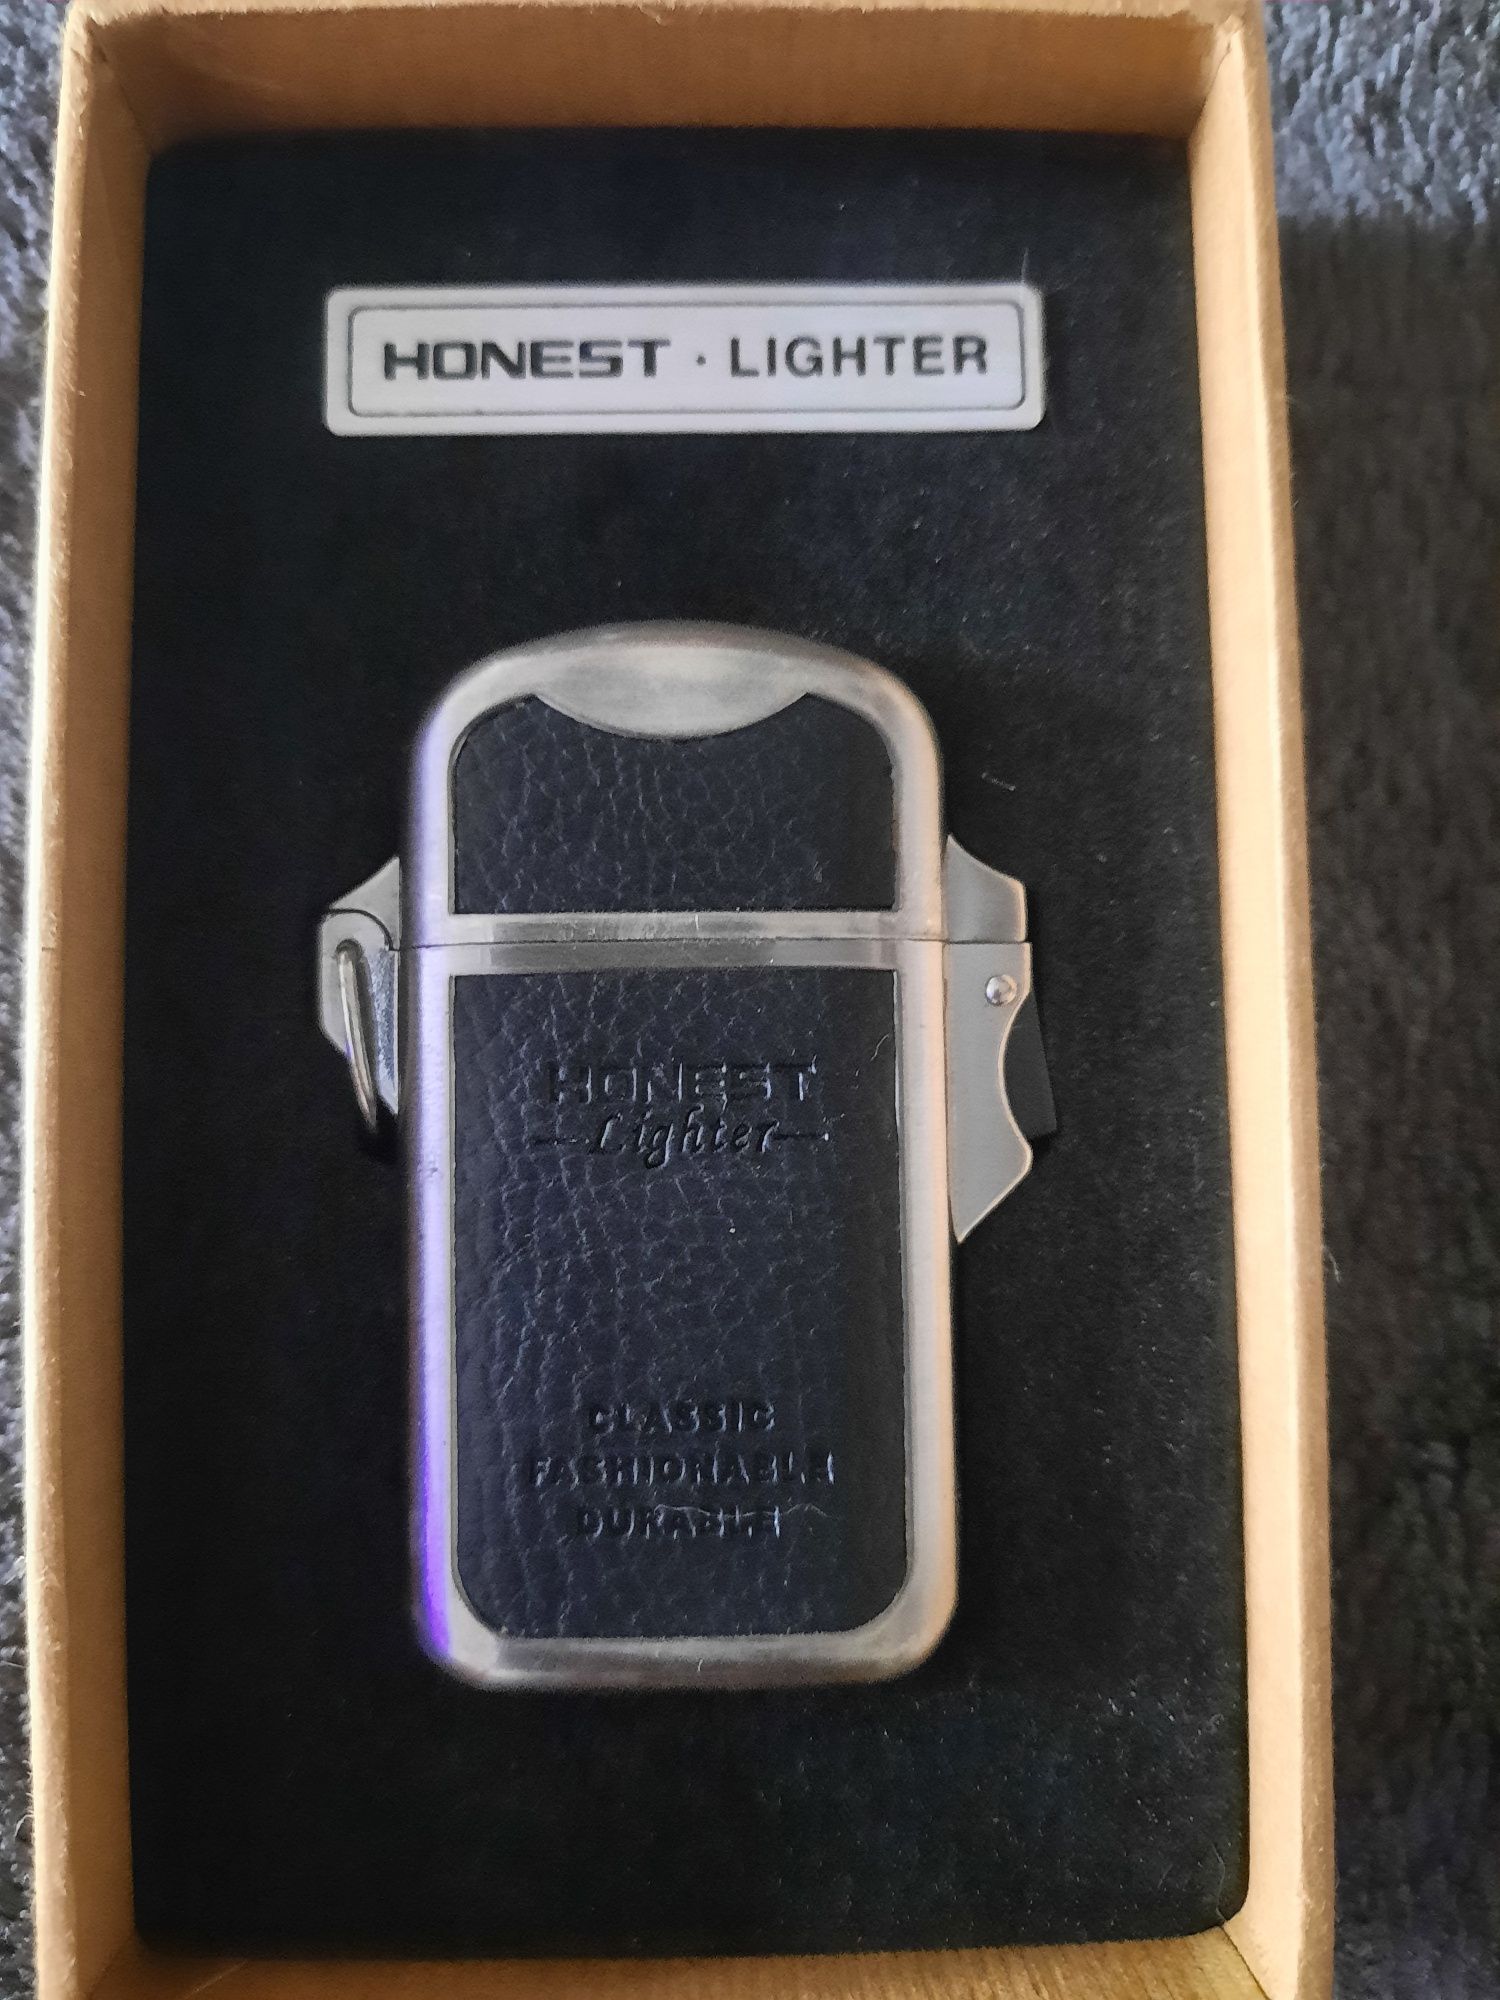 HONEST · LIGHTER
HONEST
Lighter
CLASSIC
FASHIONABLE
DURABLE